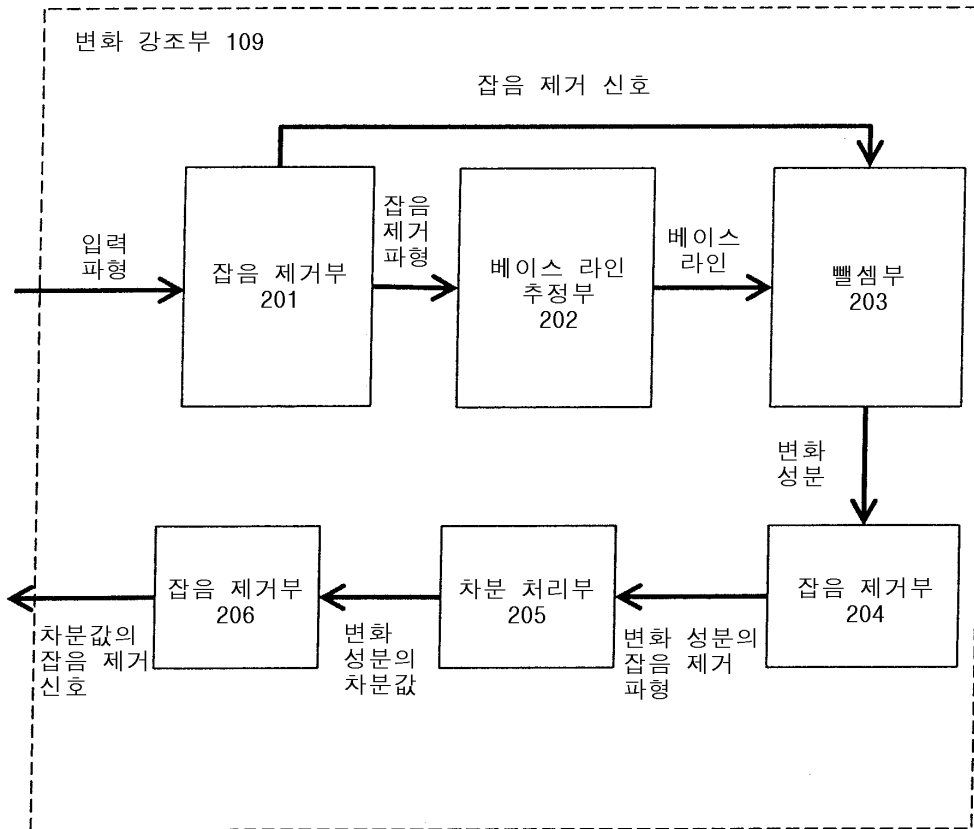 변화 강조부 109
잡음 제거 신호
입력
파형
잡음 제거부
201
잡음
제거
파형
베이스 라인
추정부
202
베이스
라인
뺄셈부
203
변화
성분
잡음 제거부
204
변화 성분의
잡음 제거
파형
차분 처리부
205
변화
성분의
차분값
잡음 제거부
206
차분값의
잡음 제거
신호